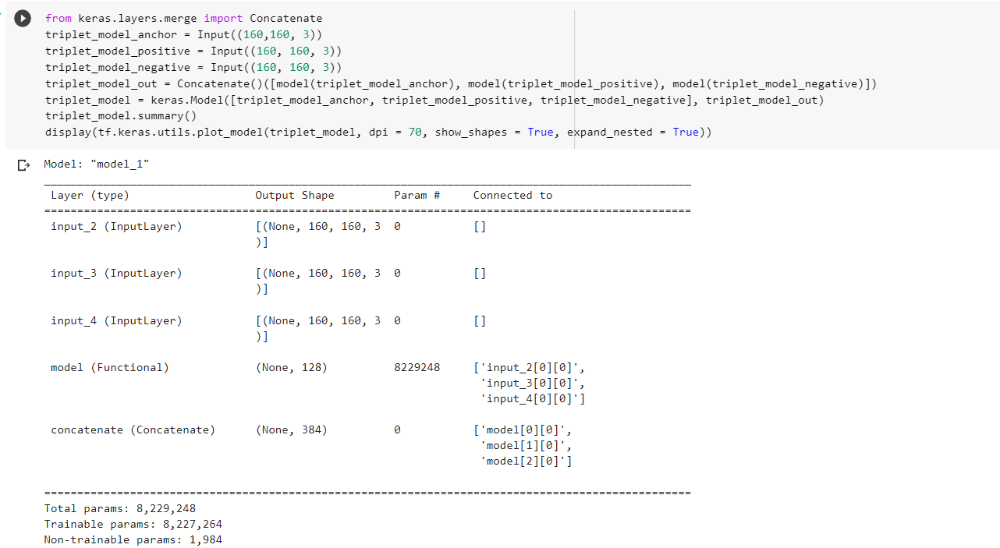 from keras.layers.merge import Concatenate
triplet_model_anchor = Input((160,160, 3))
triplet_model_positive = Input((160, 160, 3))
triplet_model_negative = Input((160, 160, 3))
triplet_model_out = Concatenate()([model(triplet_model_anchor), model(triplet_model_positive), model(triplet_model_negative)])
triplet_model = keras.Model([triplet_model_anchor, triplet_model_positive, triplet_model_negative], triplet_model_out)
triplet_model.summary()
display(tf.keras.utils.plot_model(triplet_model, dpi = 70, show_shapes = True, expand_nested = True))
Model: "model_1"
__________________________________________________________________________________________________
Layer (type) Output Shape Param # Connected to
==================================================================================================
input_2 (InputLayer) [(None, 160, 160, 3 0 []
)]
input_3 (InputLayer) [(None, 160, 160, 3 0 []
)]
input_4 (InputLayer) [(None, 160, 160, 3 0 []
)]
model (Functional) (None, 128) 8229248 ['input_2[0][0]',
'input_3[0][0]',
'input_4[0][0]']
concatenate (Concatenate) (None, 384) 0 ['model[0][0]',
'model[1][0]',
'model[2][0]']
==================================================================================================
Total params: 8,229,248
Trainable params: 8,227,264
Non-trainable params: 1,984